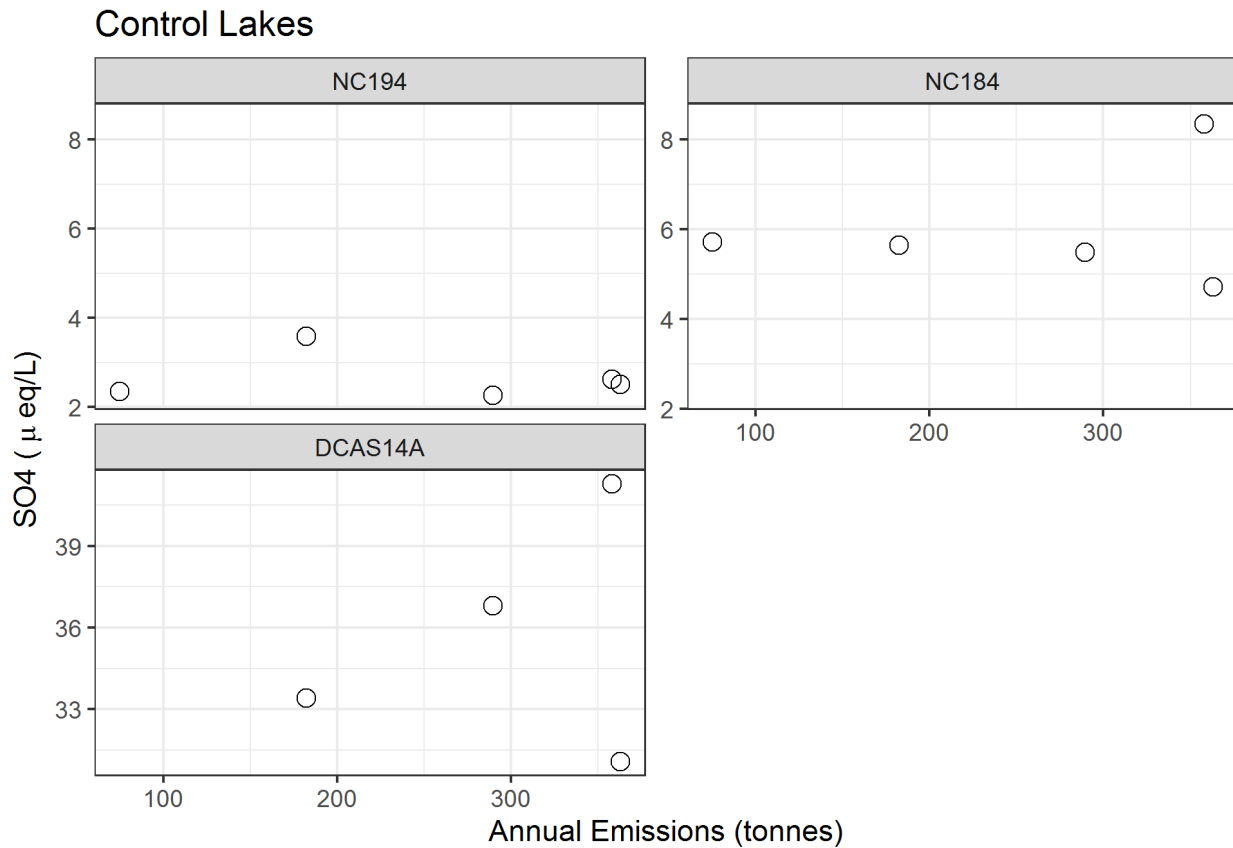 Control Lakes
NC194
NC184
8
6
4
2
8
6
4
2
100 200 300
DCAS14A
39
36
33
100 200 300
SO4 ( μ eq/L)
Annual Emissions (tonnes)